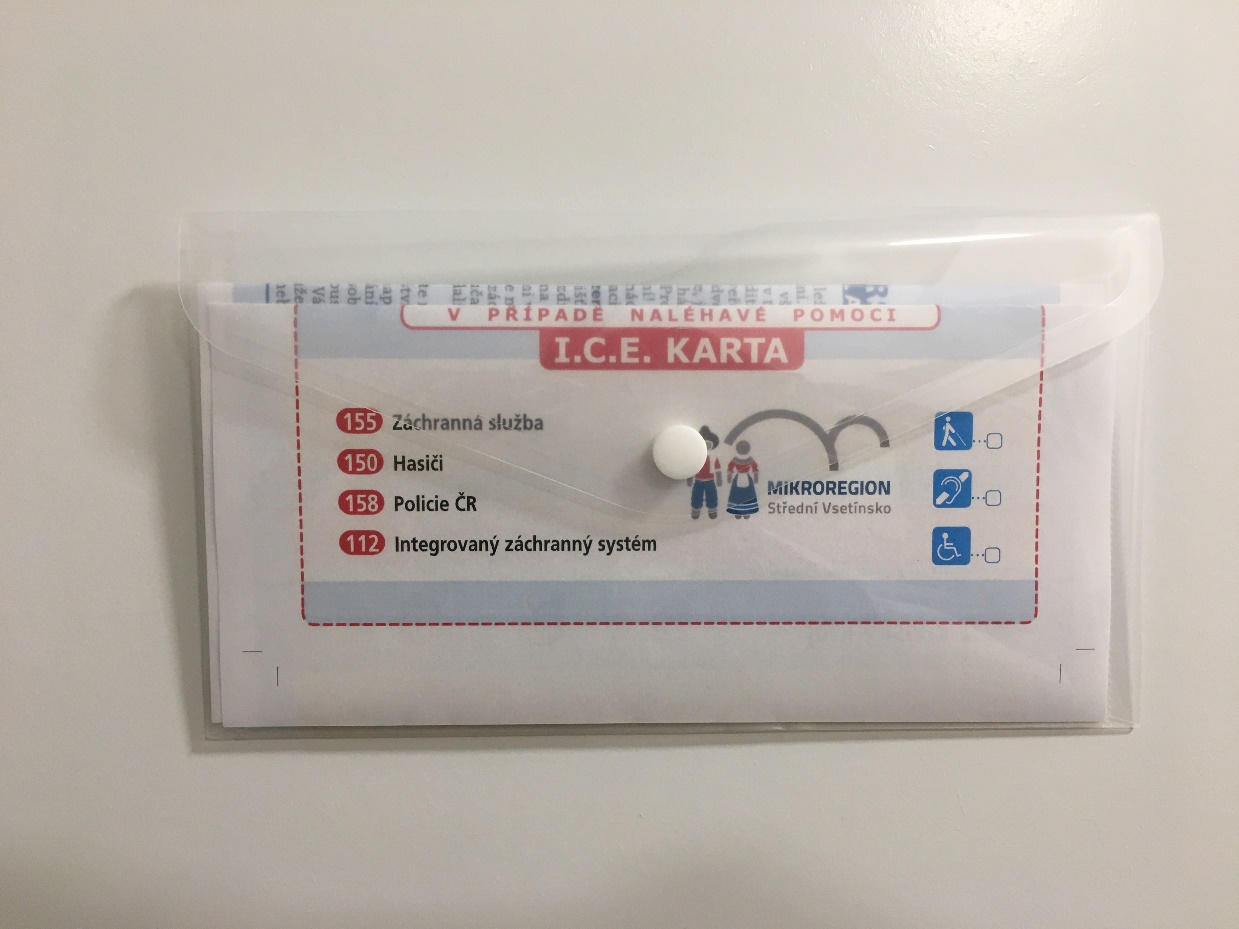 V PŘÍPADĚ NALÉHAVÉ POMOCI
I.C.E. KARTA
155 Záchranná služba
150 Hasiči
158 Policie ČR
112 Integrovaný záchranný systém
MiKROREGION
Střední Vsetínsko